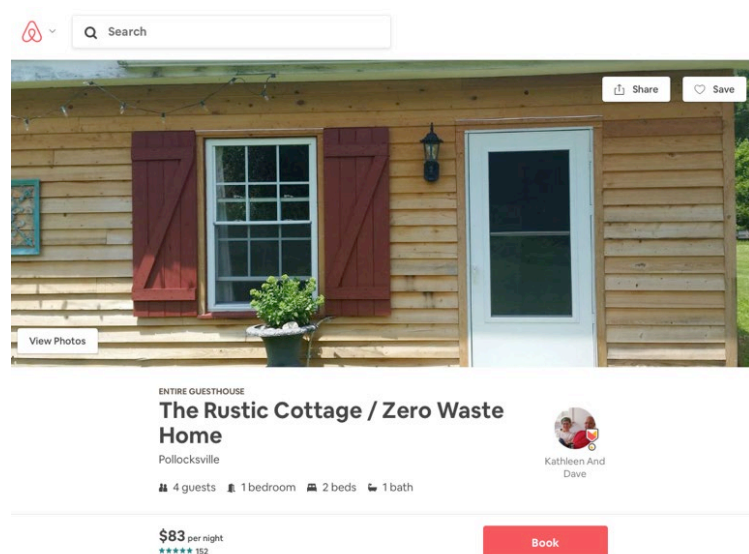 Search
Share
Save
View Photos
ENTIRE GUESTHOUSE
The Rustic Cottage / Zero Waste
Home
Pollocksville
Kathleen And
Dave
4 guests 1 bedroom 2 beds 1 bath
$83 per night
152
Book